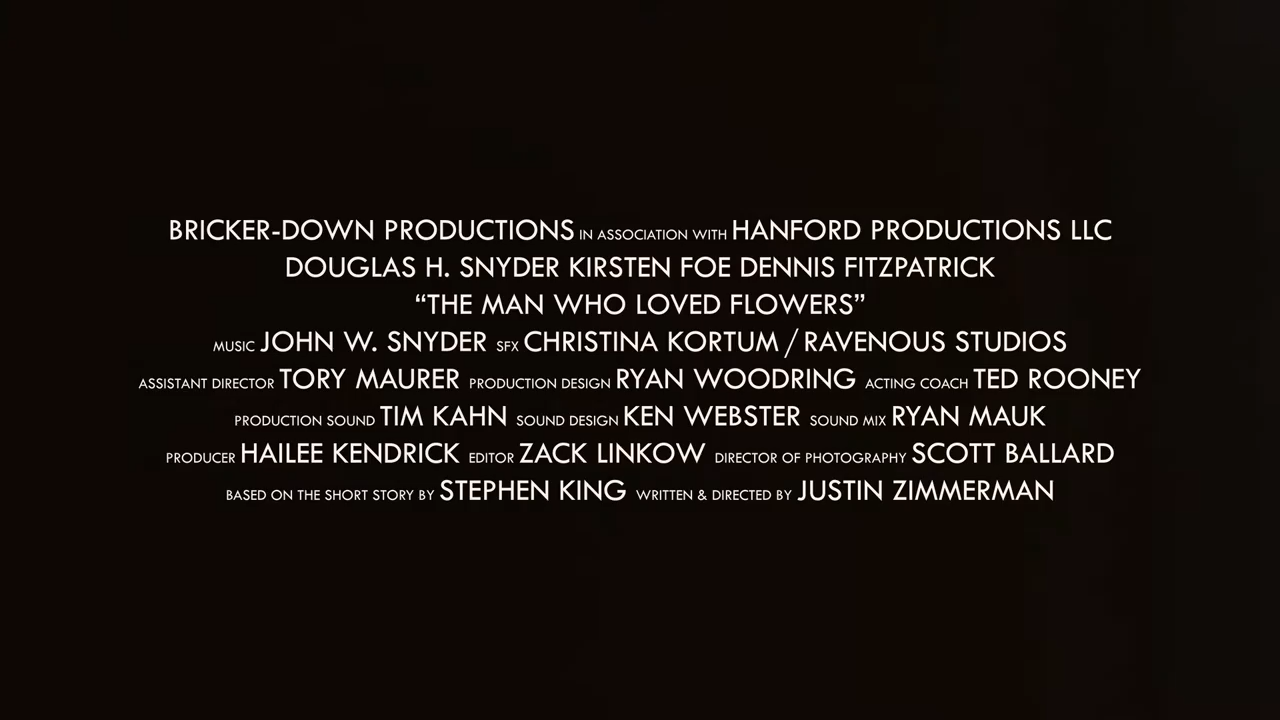 BRICKER-DOWN PRODUCTIONS IN ASSOCIATION WITH HANFORD PRODUCTIONS LLC
DOUGLAS H. SNYDER KIRSTEN FOE DENNIS FITZPATRICK
“THE MAN WHO LOVED FLOWERS”
MUSIC JOHN W. SNYDER SFX CHRISTINA KORTUM / RAVENOUS STUDIOS
ASSISTANT DIRECTOR TORY MAURER PRODUCTION DESIGN RYAN WOODRING ACTING COACH TED ROONEY
PRODUCTION SOUND TIM KAHN SOUND DESIGN KEN WEBSTER SOUND MIX RYAN MAUK
PRODUCER HAILEE KENDRICK EDITOR ZACK LINKOW DIRECTOR OF PHOTOGRAPHY SCOTT BALLARD
BASED ON THE SHORT STORY BY STEPHEN KING WRITTEN & DIRECTED BY JUSTIN ZIMMERMAN